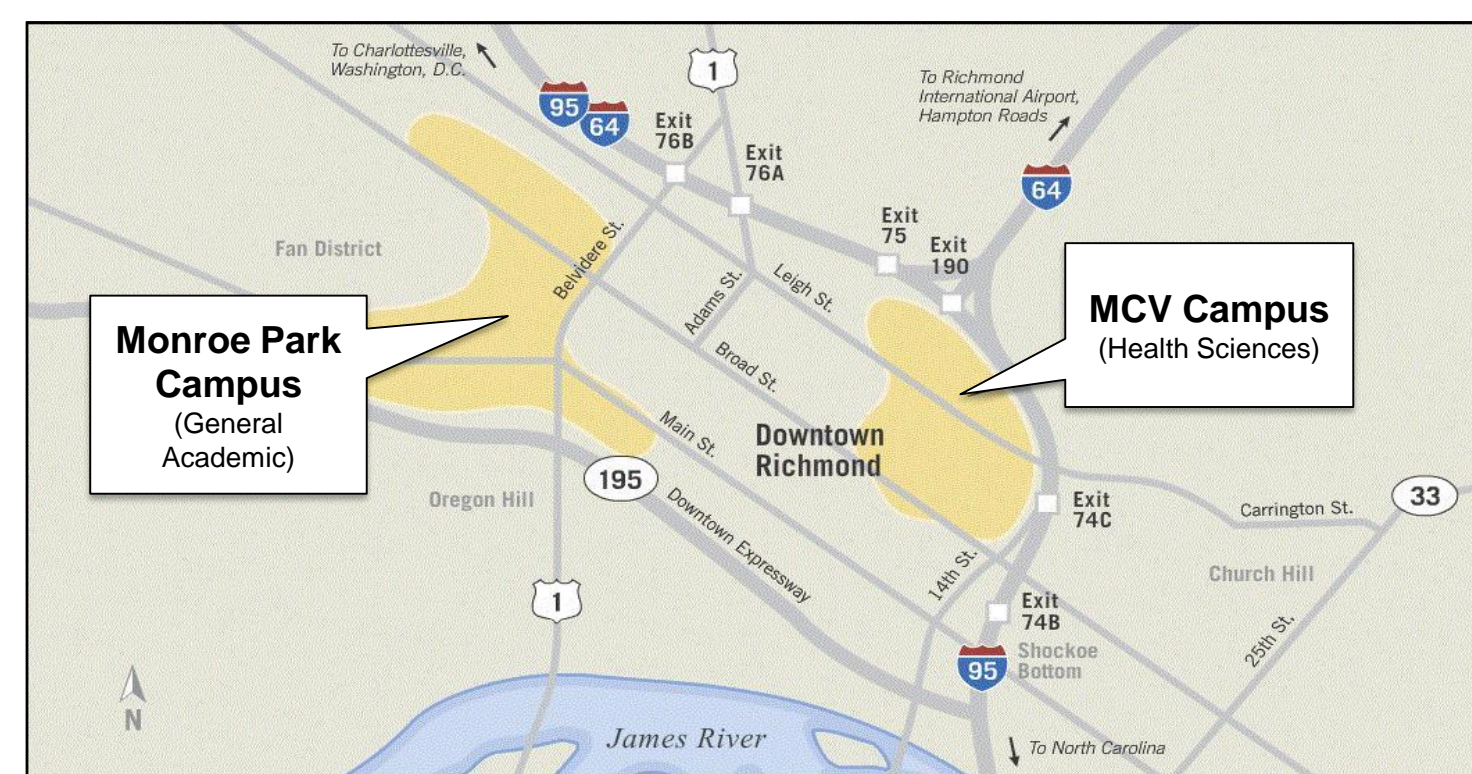 To Charlottesville,
Washington, D.C.
1
To Richmond
International Airport,
Hampton Roads
95
64
Exit
76B
Exit
76A
64
Exit
75
Exit
190
Fan District
Belvidere St.
Adams St.
Leigh St.
Monroe Park
Campus
(General
Academic)
MCV Campus
(Health Sciences)
Broad St.
Main St.
Downtown
Richmond
195
Oregon Hill
Downtown Expressway
Exit
74C
Carrington St.
33
14th St.
Church Hill
1
Exit
74B
25th St.
Shockoe
Bottom
95
N
James River
To North Carolina